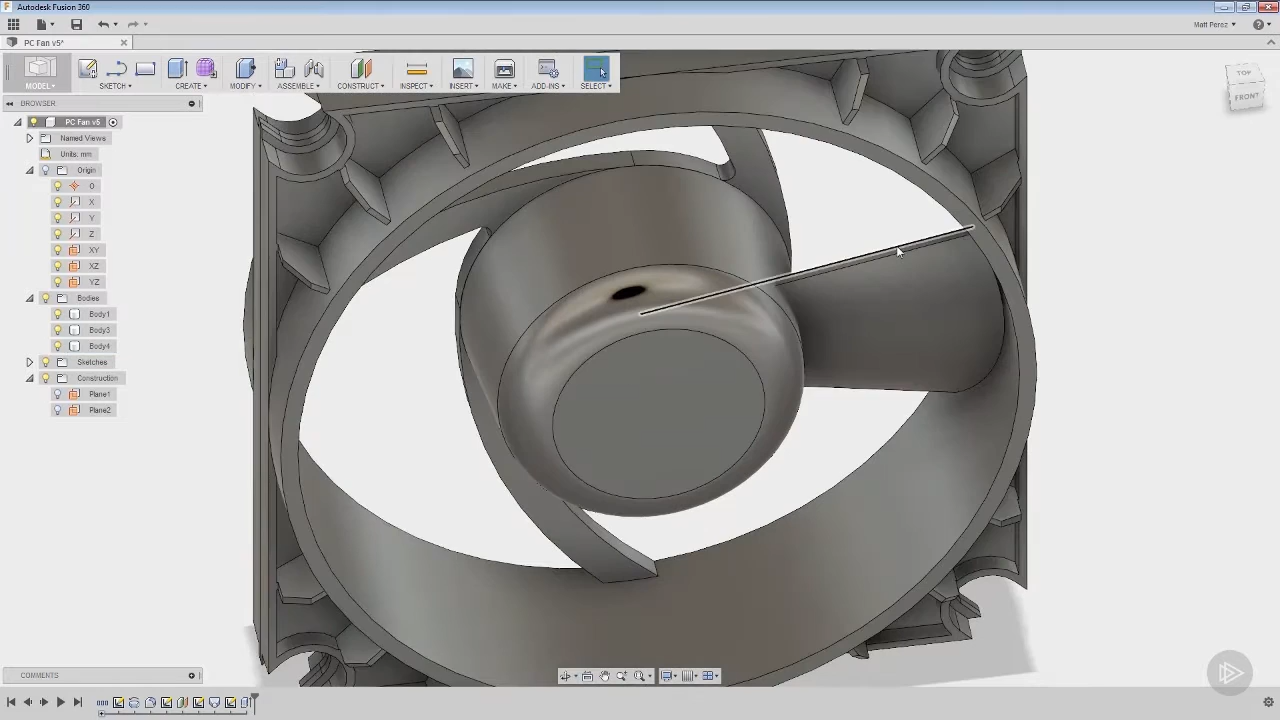 Autodesk Fusion 360
Matt Perez
PC Fan v5*
MODEL
SKETCH
CREATE
MODIFY
ASSEMBLE
CONSTRUCT
INSPECT
INSERT
MAKE
ADD-INS
SELECT
TOP
FRONT
BROWSER
PC Fan v5
Named Views
Units: mm
Origin
O
X
Y
Z
XY
XZ
YZ
Bodies
Body1
Body3
Body4
Sketches
Construction
Plane1
Plane2
COMMENTS